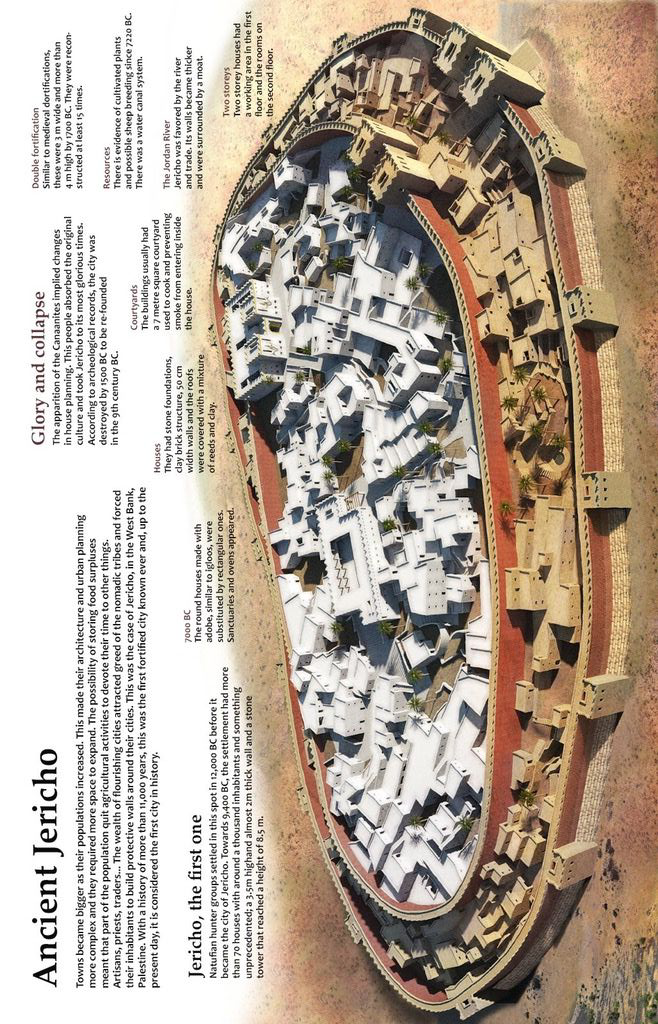 Ancient Jericho
Towns became bigger as their populations increased. This made their architecture and urban planning
more complex and they required more space to expand. The possibility of storing food surpluses
meant that part of the population quit agricultural activities to devote their time to other things.
Artisans, priests, traders... The wealth of flourishing cities attracted greed of the nomadic tribes and forced
their inhabitants to build protective walls around their cities. This was the case of Jericho, in the West Bank,
Palestine. With a history of more than 11,000 years, this was the first fortified city known ever and, up to the
present day, it is considered the first city in history.
Jericho, the first one
Natufian hunter groups settled in this spot in 12,000 BC before it
became the city of Jericho. Towards 9,400 BC, the settlement had more
than 70 houses with around a thousand inhabitants and something
unprecedented; a 3.5m highand almost 2m thick wall and a stone
tower that reached a height of 8.5 m.
7000 BC
The round houses made with
adobe, similar to igloos, were
substituted by rectangular ones.
Sanctuaries and ovens appeared.
Glory and collapse
The apparition of the Canaanites implied changes
in house planning. This people absorbed the original
culture and took Jericho to its most glorious times.
According to archeological records, the city was
destroyed by 1500 BC to be re-founded
in the 9th century BC.
Houses
They had stone foundations,
clay brick structure, 50 cm
width walls and the roofs
were covered with a mixture
of reeds and clay.
Courtyards
The buildings usually had
a 7 metre square courtyard
used to cook and preventing
smoke from entering inside
the house.
Double fortification
Similar to medieval dortifications,
these were 3 m wide and more than
4 m high by 1700 BC. They were recon-
structed at least 15 times.
Resources
There is evidence of cultivated plants
and possible sheep breeding since 7220 BC.
There was a water canal system.
The Jordan River
Jericho was favored by the river
and trade. Its walls became thicker
and were surrounded by a moat.
Two storeys
Two storey houses had
a working area in the first
floor and the rooms on
the second floor.